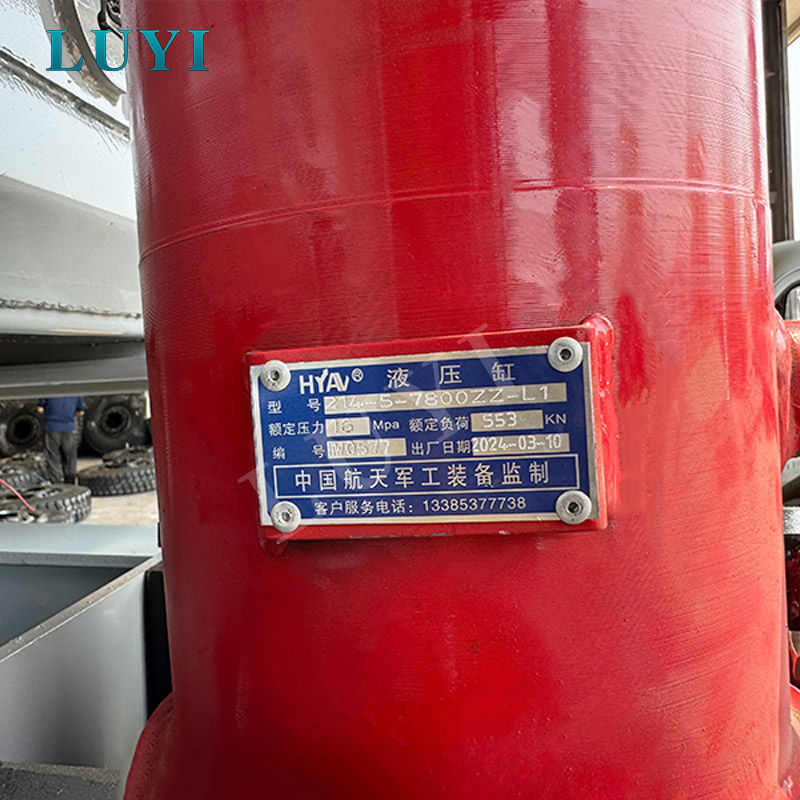 LUYI
HYAV® 液压缸
型号 214-5-7800ZZ-L1
额定压力 16 Mpa 额定负荷 553 KN
编号 W0577 出厂日期 2024-03-10
中国航天军工装备监制
客户服务电话：13385377738
LUYI